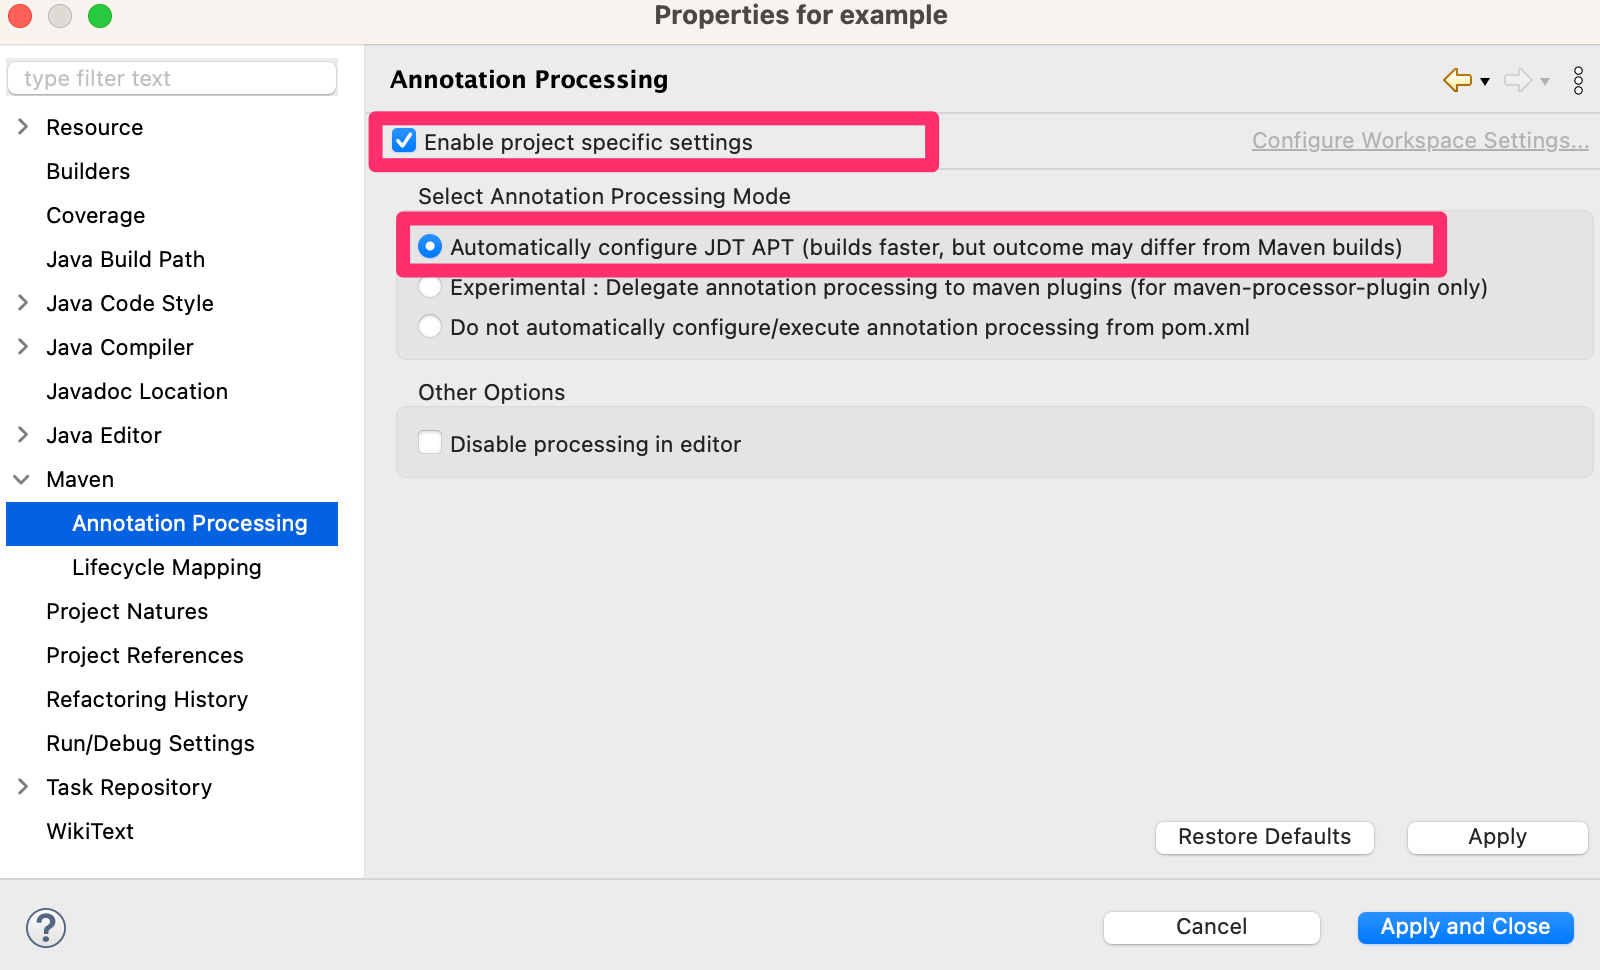 Properties for example
type filter text
Resource
Builders
Coverage
Java Build Path
Java Code Style
Java Compiler
Javadoc Location
Java Editor
Maven
Annotation Processing
Lifecycle Mapping
Project Natures
Project References
Refactoring History
Run/Debug Settings
Task Repository
WikiText
Annotation Processing
Enable project specific settings
Configure Workspace Settings...
Select Annotation Processing Mode
Automatically configure JDT APT (builds faster, but outcome may differ from Maven builds)
Experimental : Delegate annotation processing to maven plugins (for maven-processor-plugin only)
Do not automatically configure/execute annotation processing from pom.xml
Other Options
Disable processing in editor
Restore Defaults
Apply
?
Cancel
Apply and Close